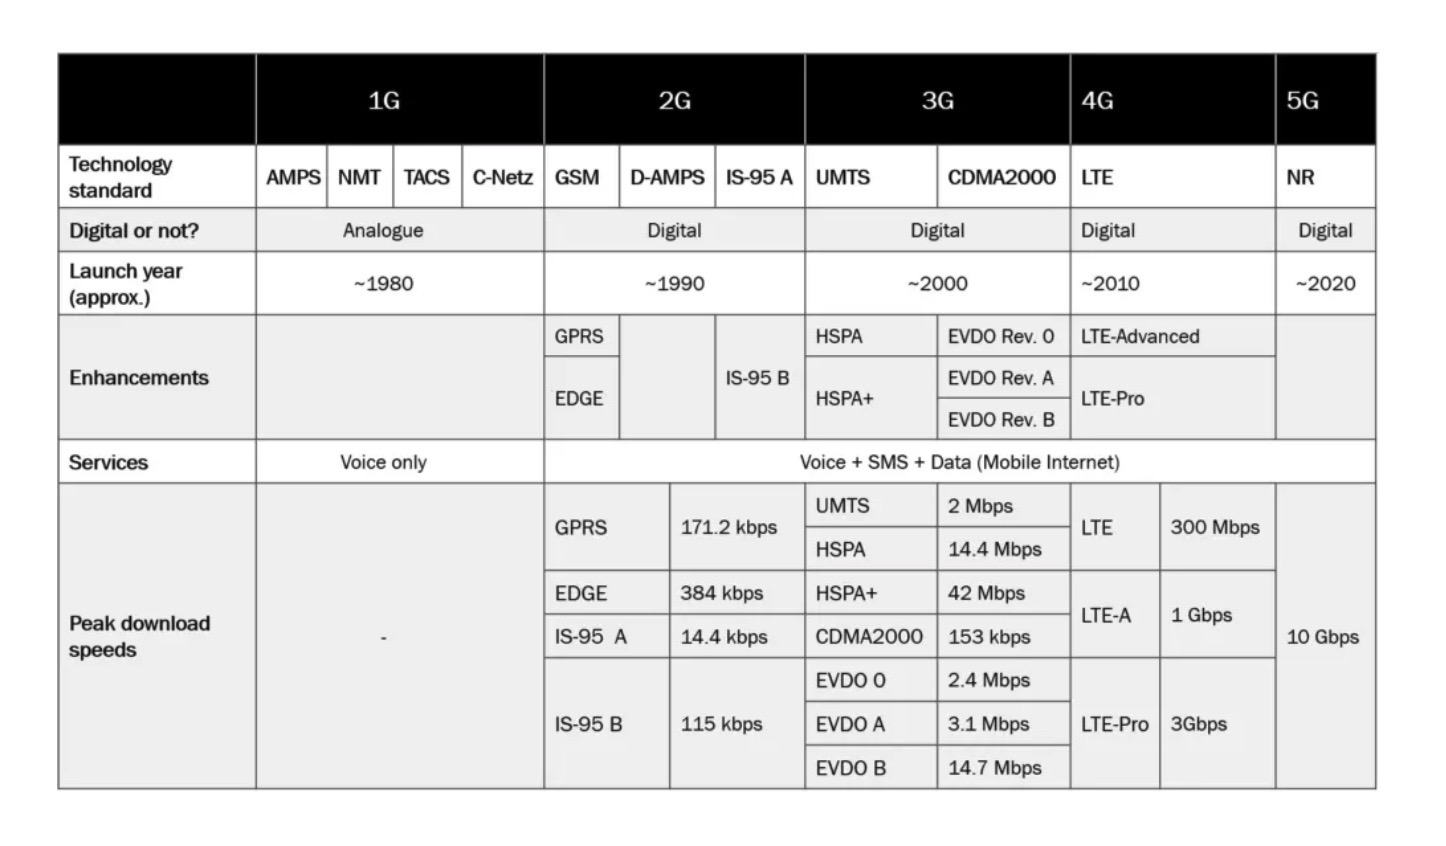 1G 2G 3G 4G 5G
Technology standard AMPS NMT TACS C-Netz GSM D-AMPS IS-95 A UMTS CDMA2000 LTE NR
Digital or not? Analogue Digital Digital Digital Digital
Launch year (approx.) ~1980 ~1990 ~2000 ~2010 ~2020
Enhancements
GPRS
EDGE
IS-95 B
HSPA
HSPA+
EVDO Rev. 0
EVDO Rev. A
EVDO Rev. B
LTE-Advanced
LTE-Pro
Services Voice only Voice + SMS + Data (Mobile Internet)
Peak download speeds
-
GPRS 171.2 kbps
EDGE 384 kbps
IS-95 A 14.4 kbps
IS-95 B 115 kbps
UMTS 2 Mbps
HSPA 14.4 Mbps
HSPA+ 42 Mbps
CDMA2000 153 kbps
EVDO 0 2.4 Mbps
EVDO A 3.1 Mbps
EVDO B 14.7 Mbps
LTE 300 Mbps
LTE-A 1 Gbps
LTE-Pro 3Gbps
10 Gbps